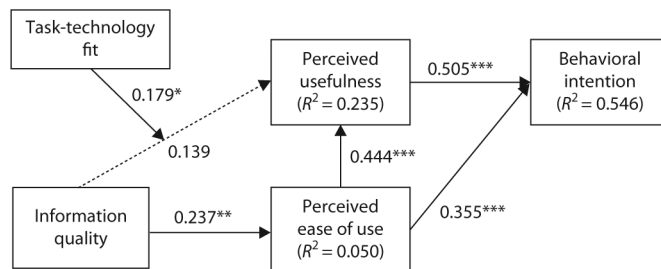 Task-technology
fit
0.179*
0.139
Perceived
usefulness
(R² = 0.235)
0.505***
Behavioral
intention
(R² = 0.546)
0.444***
0.355***
Information
quality
0.237**
Perceived
ease of use
(R² = 0.050)